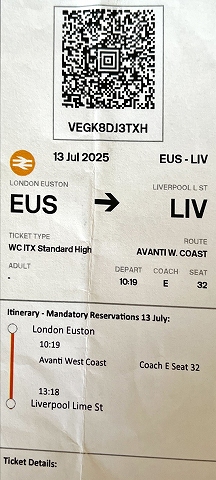 VEGK8DJ3TXH
13 Jul 2025 EUS - LIV
LONDON EUSTON LIVERPOOL L ST
EUS → LIV
TICKET TYPE ROUTE
WC ITX Standard High AVANTI W. COAST
ADULT DEPART COACH SEAT
- 10:19 E 32
Itinerary - Mandatory Reservations 13 July:
London Euston
10:19
Avanti West Coast Coach E Seat 32
13:18
Liverpool Lime St
Ticket Details: